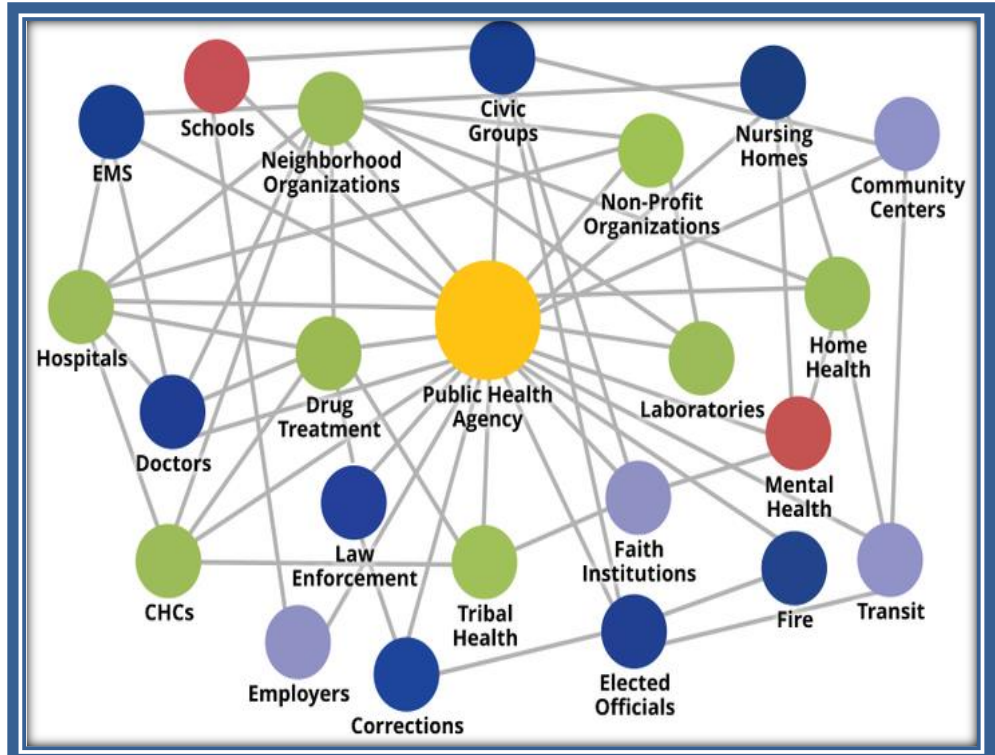 Civic
Groups
Schools
Nursing
Homes
EMS
Neighborhood
Organizations
Community
Centers
Non-Profit
Organizations
Hospitals
Home
Health
Public Health
Agency
Drug
Treatment
Laboratories
Doctors
Mental
Health
Law
Enforcement
Faith
Institutions
CHCs
Tribal
Health
Fire
Transit
Employers
Elected
Officials
Corrections